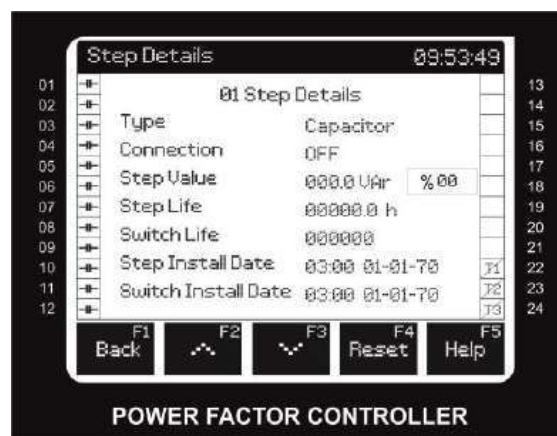 Step Details 09:53:49
01 Step Details
Type Capacitor
Connection OFF
Step Value 000.0 VAr %00
Step Life 00000.0 h
Switch Life 000000
Step Install Date 03:00 01-01-70
Switch Install Date 03:00 01-01-70
01
02
03
04
05
06
07
08
09
10
11
12
13
14
15
16
17
18
19
20
21
22
23
24
F1 F2 F3 F4 F5
Back Reset Help
POWER FACTOR CONTROLLER